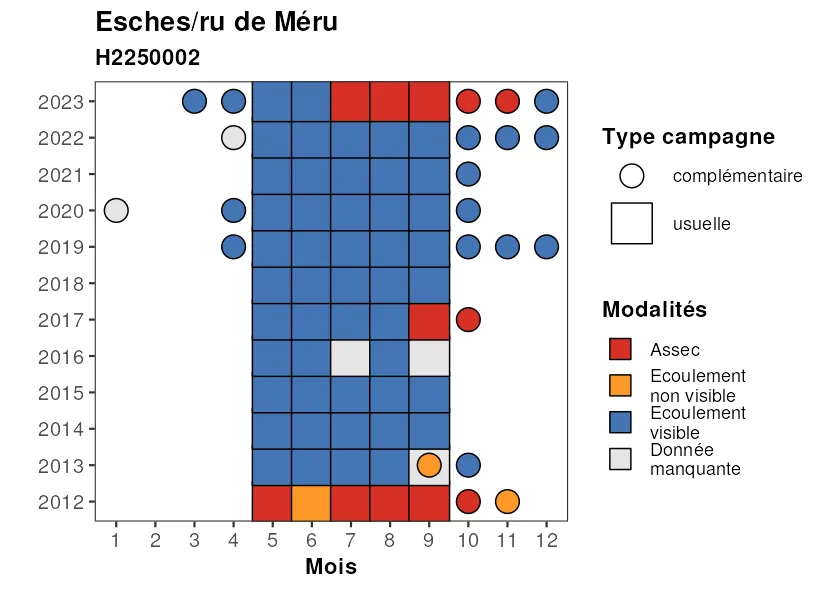 Esches/ru de Méru
H2250002
2023
2022
2021
2020
2019
2018
2017
2016
2015
2014
2013
2012
1 2 3 4 5 6 7 8 9 10 11 12
Mois
Type campagne
complémentaire
usuelle
Modalités
Assec
Ecoulement
non visible
Ecoulement
visible
Donnée
manquante